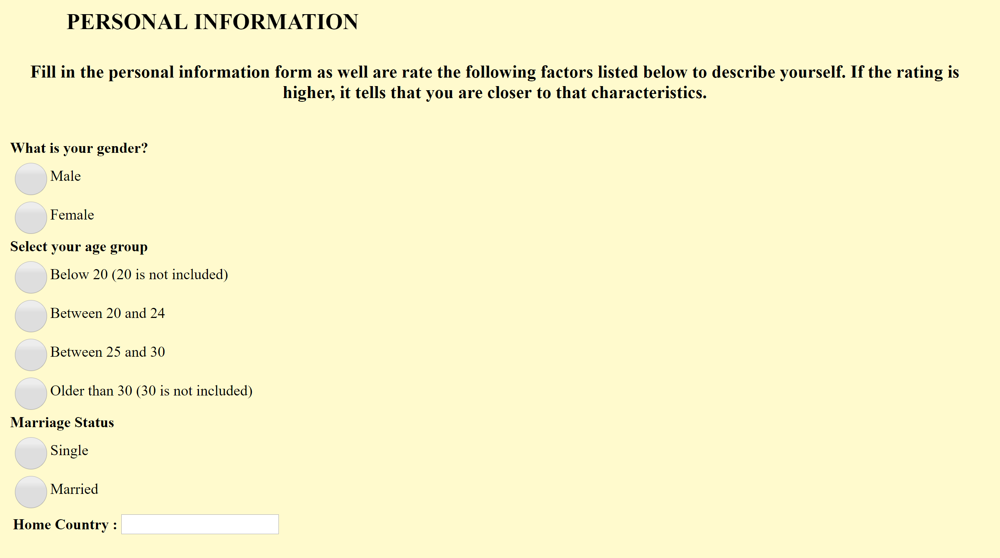 PERSONAL INFORMATION
Fill in the personal information form as well are rate the following factors listed below to describe yourself. If the rating is
higher, it tells that you are closer to that characteristics.
What is your gender?
Male
Female
Select your age group
Below 20 (20 is not included)
Between 20 and 24
Between 25 and 30
Older than 30 (30 is not included)
Marriage Status
Single
Married
Home Country :